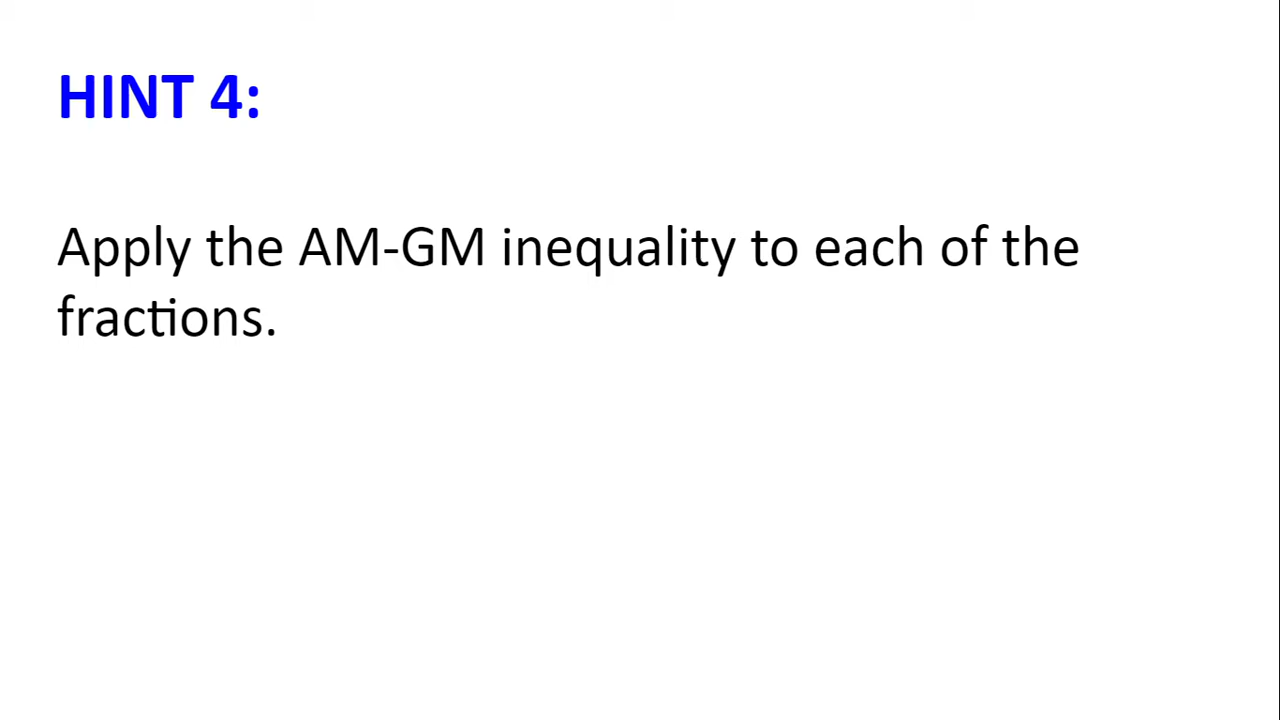 HINT 4:
Apply the AM-GM inequality to each of the
fractions.